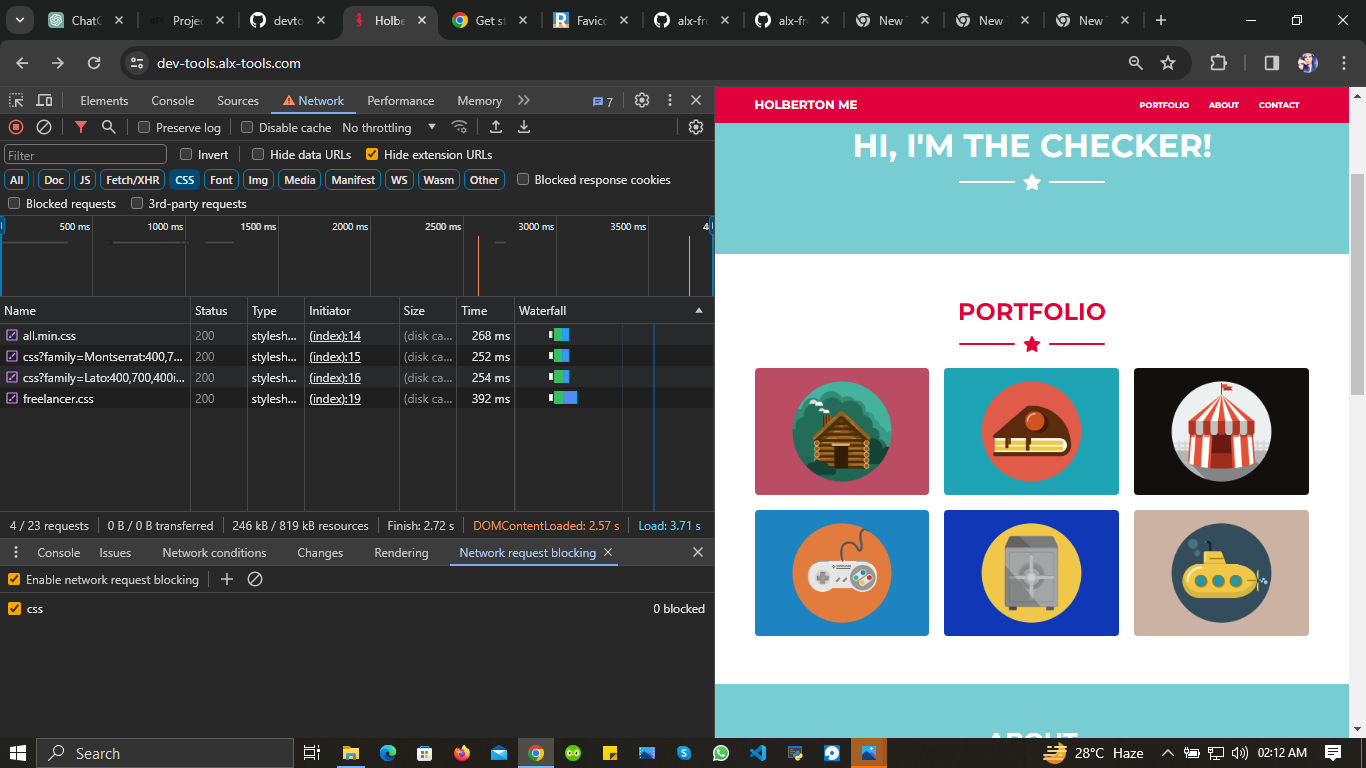 ChatG
Projec
devto
Holbe
Get st
Favico
alx-fro
alx-fro
New
New
New
dev-tools.alx-tools.com
Elements Console Sources Network Performance Memory 7
Preserve log Disable cache No throttling
Filter Invert Hide data URLs Hide extension URLs
All Doc JS Fetch/XHR CSS Font Img Media Manifest WS Wasm Other Blocked response cookies
Blocked requests 3rd-party requests
500 ms 1000 ms 1500 ms 2000 ms 2500 ms 3000 ms 3500 ms 4
Name Status Type Initiator Size Time Waterfall
all.min.css 200 stylesh... (index):14 (disk ca... 268 ms
css?family=Montserrat:400,7... 200 stylesh... (index):15 (disk ca... 252 ms
css?family=Lato:400,700,400i... 200 stylesh... (index):16 (disk ca... 254 ms
freelancer.css 200 stylesh... (index):19 (disk ca... 392 ms
4 / 23 requests 0 B / 0 B transferred 246 kB / 819 kB resources Finish: 2.72 s DOMContentLoaded: 2.57 s Load: 3.71 s
Console Issues Network conditions Changes Rendering Network request blocking
Enable network request blocking
css 0 blocked
HOLBERTON ME PORTFOLIO ABOUT CONTACT
HI, I'M THE CHECKER!
PORTFOLIO
ABOUT
Search 28°C Haze 02:12 AM